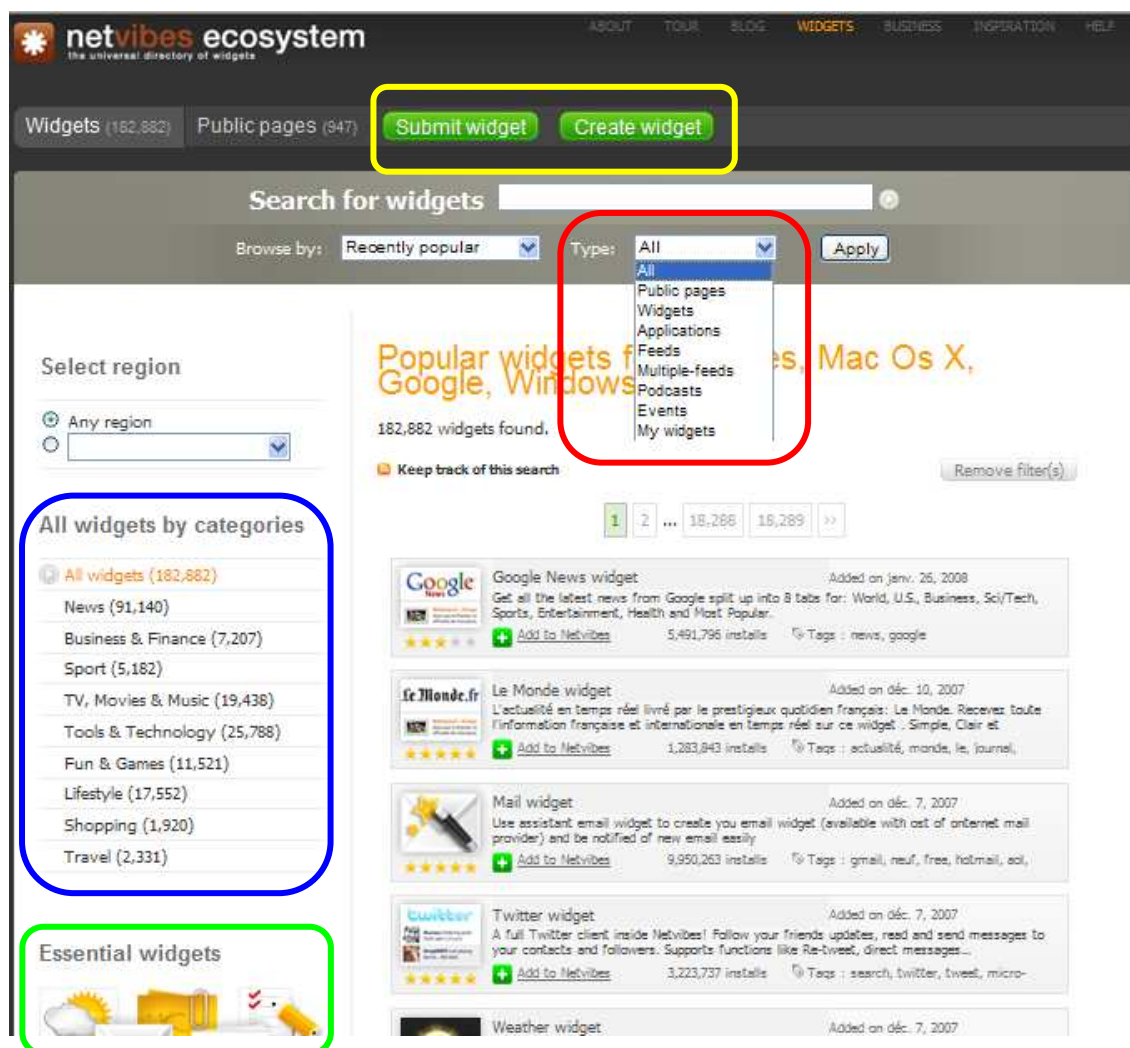 netvibes ecosystem
the universal directory of widgets
ABOUT TOUR BLOG WIDGETS BUSINESS INSPIRATION HELP
Widgets (182,882) Public pages (947) Submit widget Create widget
Search for widgets
Browse by: Recently popular Type: All Apply
All
Public pages
Widgets
Applications
Feeds
Multiple-feeds
Podcasts
Events
My widgets
Select region
Any region
All widgets by categories
All widgets (182,882)
News (91,140)
Business & Finance (7,207)
Sport (5,182)
TV, Movies & Music (19,438)
Tools & Technology (25,788)
Fun & Games (11,521)
Lifestyle (17,552)
Shopping (1,920)
Travel (2,331)
Essential widgets
Popular widgets f es, Mac Os X,
Google, Windows
182,882 widgets found.
Keep track of this search Remove filter(s)
1 2 ... 18,288 18,289 >>
Google News widget Added on janv. 26, 2008
Get all the latest news from Google split up into 8 tabs for: World, U.S., Business, Sci/Tech,
Sports, Entertainment, Health and Most Popular.
Add to Netvibes 5,491,796 installs Tags : news, google
Google
News
Le Monde.fr
Le Monde widget Added on déc. 10, 2007
L'actualité en temps réel livré par le prestigieux quotidien français: Le Monde. Recevez toute
l'information française et internationale en temps réel sur ce widget . Simple, Clair et
Add to Netvibes 1,283,843 installs Tags : actualité, monde, le, journal,
Mail widget Added on déc. 7, 2007
Use assistant email widget to create you email widget (available with ost of onternet mail
provider) and be notified of new email easily
Add to Netvibes 9,950,263 installs Tags : gmail, neuf, free, hotmail, aol,
twitter
Twitter widget Added on déc. 7, 2007
A full Twitter client inside Netvibes! Follow your friends updates, read and send messages to
your contacts and followers. Supports functions like Re-tweet, direct messages...
Add to Netvibes 3,223,737 installs Tags : search, twitter, tweet, micro-
Weather widget Added on déc. 7, 2007